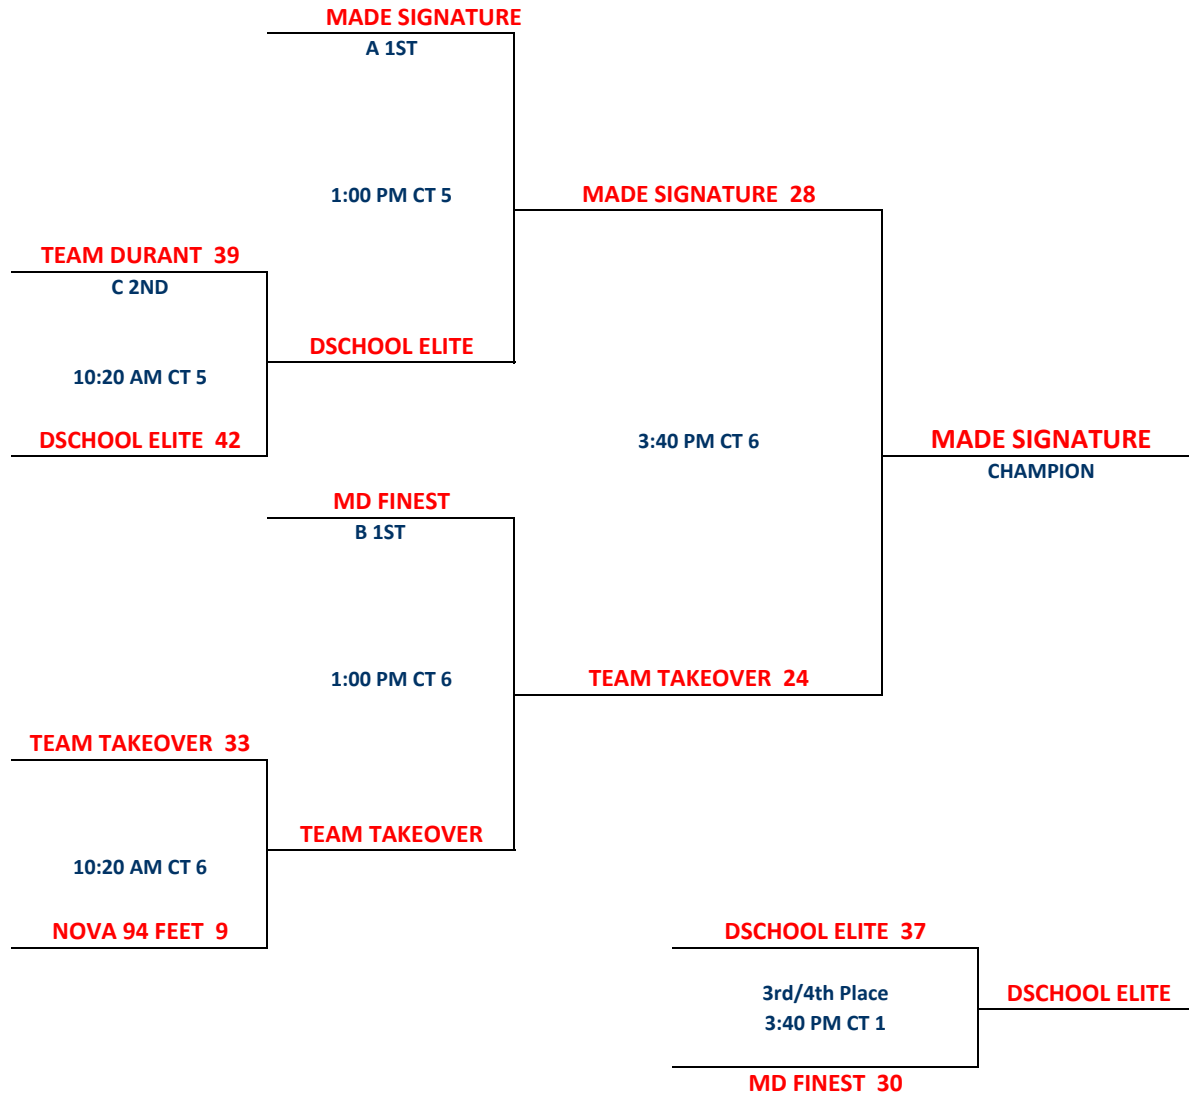 MADE SIGNATURE
A 1ST
1:00 PM CT 5
MADE SIGNATURE  28
TEAM DURANT  39
C 2ND
DSCHOOL ELITE
10:20 AM CT 5
DSCHOOL ELITE  42
3:40 PM CT 6
MADE SIGNATURE
CHAMPION
MD FINEST
B 1ST
1:00 PM CT 6
TEAM TAKEOVER  24
TEAM TAKEOVER  33
TEAM TAKEOVER
10:20 AM CT 6
NOVA 94 FEET  9
DSCHOOL ELITE  37
3rd/4th Place
DSCHOOL ELITE
3:40 PM CT 1
MD FINEST  30